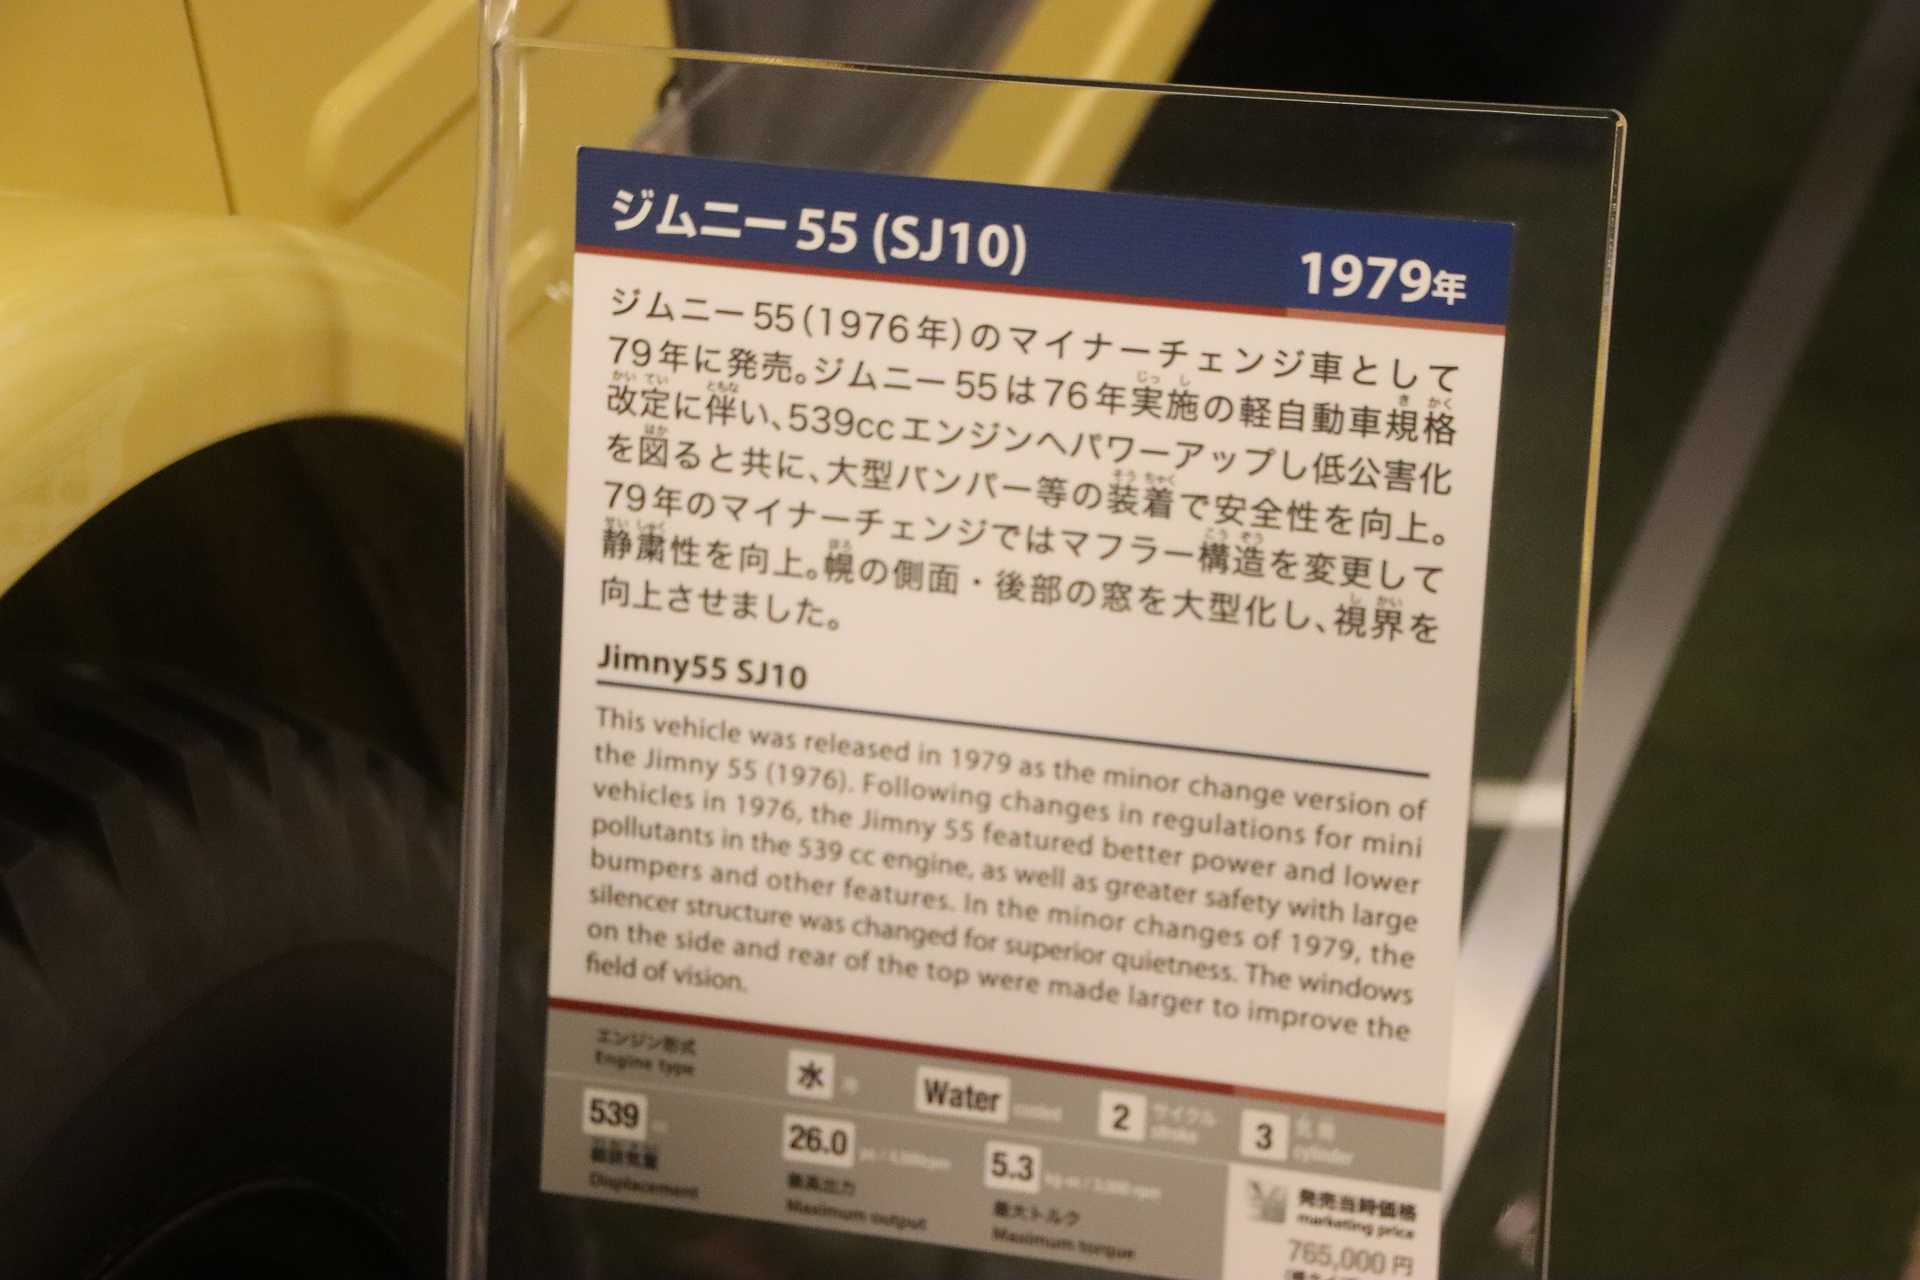 ジムニー55 (SJ10) 1979年
ジムニー55(1976年)のマイナーチェンジ車として
79年に発売。ジムニー55は76年実施の軽自動車規格
改定に伴い、539ccエンジンへパワーアップし低公害化
を図ると共に、大型バンパー等の装着で安全性を向上。
79年のマイナーチェンジではマフラー構造を変更して
静粛性を向上。幌の側面・後部の窓を大型化し、視界を
向上させました。
Jimny55 SJ10
This vehicle was released in 1979 as the minor change version of
the Jimny 55 (1976). Following changes in regulations for mini
vehicles in 1976, the Jimny 55 featured better power and lower
pollutants in the 539 cc engine, as well as greater safety with large
bumpers and other features. In the minor changes of 1979, the
silencer structure was changed for superior quietness. The windows
on the side and rear of the top were made larger to improve the
field of vision.
エンジン形式
Engine type
水冷 Water cooled 2 サイクル stroke 3 気筒 cylinder
539 cc
総排気量
Displacement
26.0
最高出力
Maximum output
5.3
最大トルク
Maximum torque
発売当時価格
marketing price
765,000円